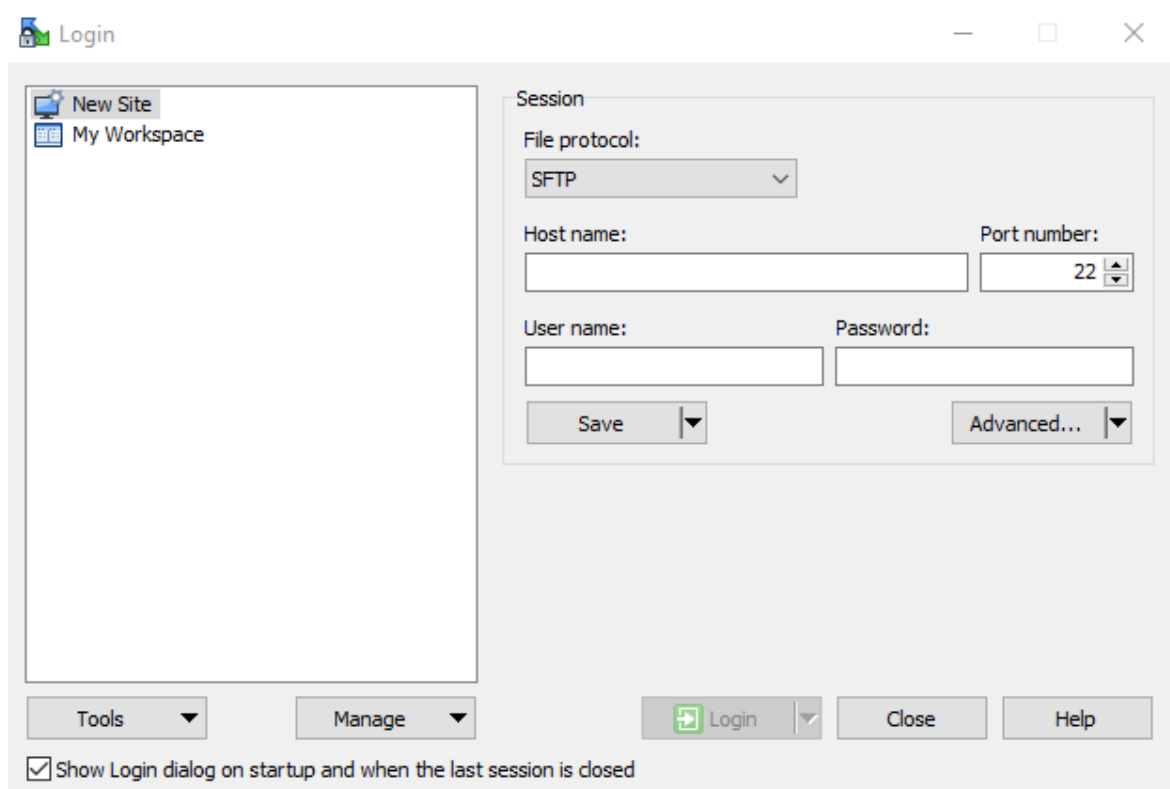 Login
New Site
My Workspace
Session
File protocol:
SFTP
Host name: Port number:
22
User name: Password:
Save Advanced...
Tools Manage Login Close Help
Show Login dialog on startup and when the last session is closed